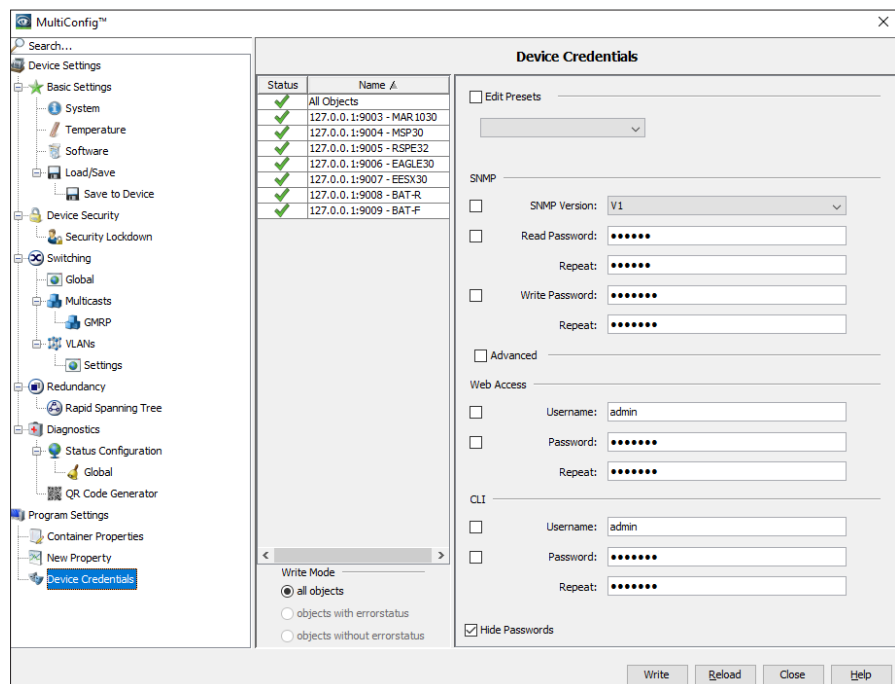 MultiConfig™
Search...
Device Settings
Basic Settings
System
Temperature
Software
Load/Save
Save to Device
Device Security
Security Lockdown
Switching
Global
Multicasts
GMRP
VLANs
Settings
Redundancy
Rapid Spanning Tree
Diagnostics
Status Configuration
Global
QR Code Generator
Program Settings
Container Properties
New Property
Device Credentials
Device Credentials
Status Name
All Objects
127.0.0.1:9003 - MAR1030
127.0.0.1:9004 - MSP30
127.0.0.1:9005 - RSPE32
127.0.0.1:9006 - EAGLE30
127.0.0.1:9007 - EESX30
127.0.0.1:9008 - BAT-R
127.0.0.1:9009 - BAT-F
Write Mode
all objects
objects with errorstatus
objects without errorstatus
Edit Presets
SNMP
SNMP Version: V1
Read Password: ••••••
Repeat: ••••••
Write Password: •••••••
Repeat: •••••••
Advanced
Web Access
Username: admin
Password: •••••••
Repeat: •••••••
CLI
Username: admin
Password: •••••••
Repeat: •••••••
Hide Passwords
Write Reload Close Help